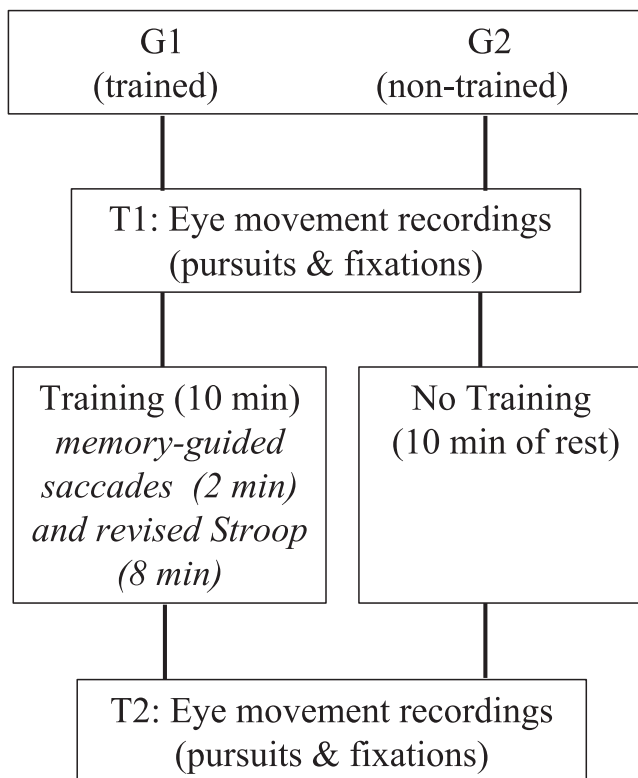 G1
(trained)
G2
(non-trained)
T1: Eye movement recordings
(pursuits & fixations)
Training (10 min)
memory-guided
saccades (2 min)
and revised Stroop
(8 min)
No Training
(10 min of rest)
T2: Eye movement recordings
(pursuits & fixations)